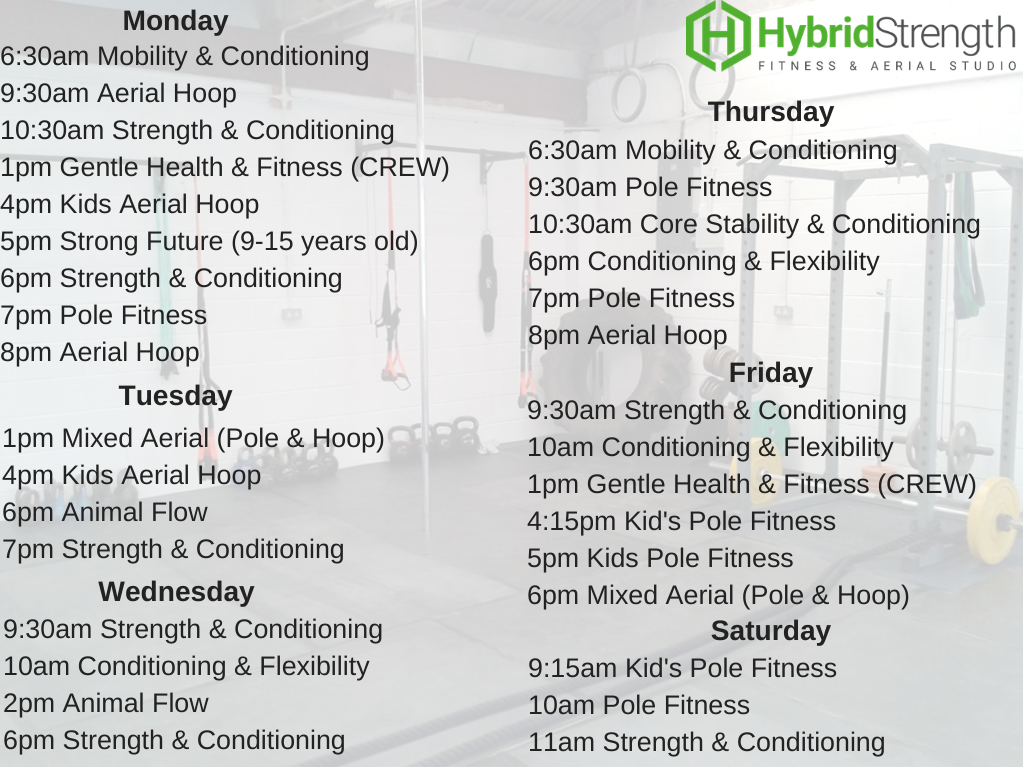 Monday
6:30am Mobility & Conditioning
9:30am Aerial Hoop
10:30am Strength & Conditioning
1pm Gentle Health & Fitness (CREW)
4pm Kids Aerial Hoop
5pm Strong Future (9-15 years old)
6pm Strength & Conditioning
7pm Pole Fitness
8pm Aerial Hoop
Tuesday
1pm Mixed Aerial (Pole & Hoop)
4pm Kids Aerial Hoop
6pm Animal Flow
7pm Strength & Conditioning
Wednesday
9:30am Strength & Conditioning
10am Conditioning & Flexibility
2pm Animal Flow
6pm Strength & Conditioning
HybridStrength
FITNESS & AERIAL STUDIO
Thursday
6:30am Mobility & Conditioning
9:30am Pole Fitness
10:30am Core Stability & Conditioning
6pm Conditioning & Flexibility
7pm Pole Fitness
8pm Aerial Hoop
Friday
9:30am Strength & Conditioning
10am Conditioning & Flexibility
1pm Gentle Health & Fitness (CREW)
4:15pm Kid's Pole Fitness
5pm Kids Pole Fitness
6pm Mixed Aerial (Pole & Hoop)
Saturday
9:15am Kid's Pole Fitness
10am Pole Fitness
11am Strength & Conditioning